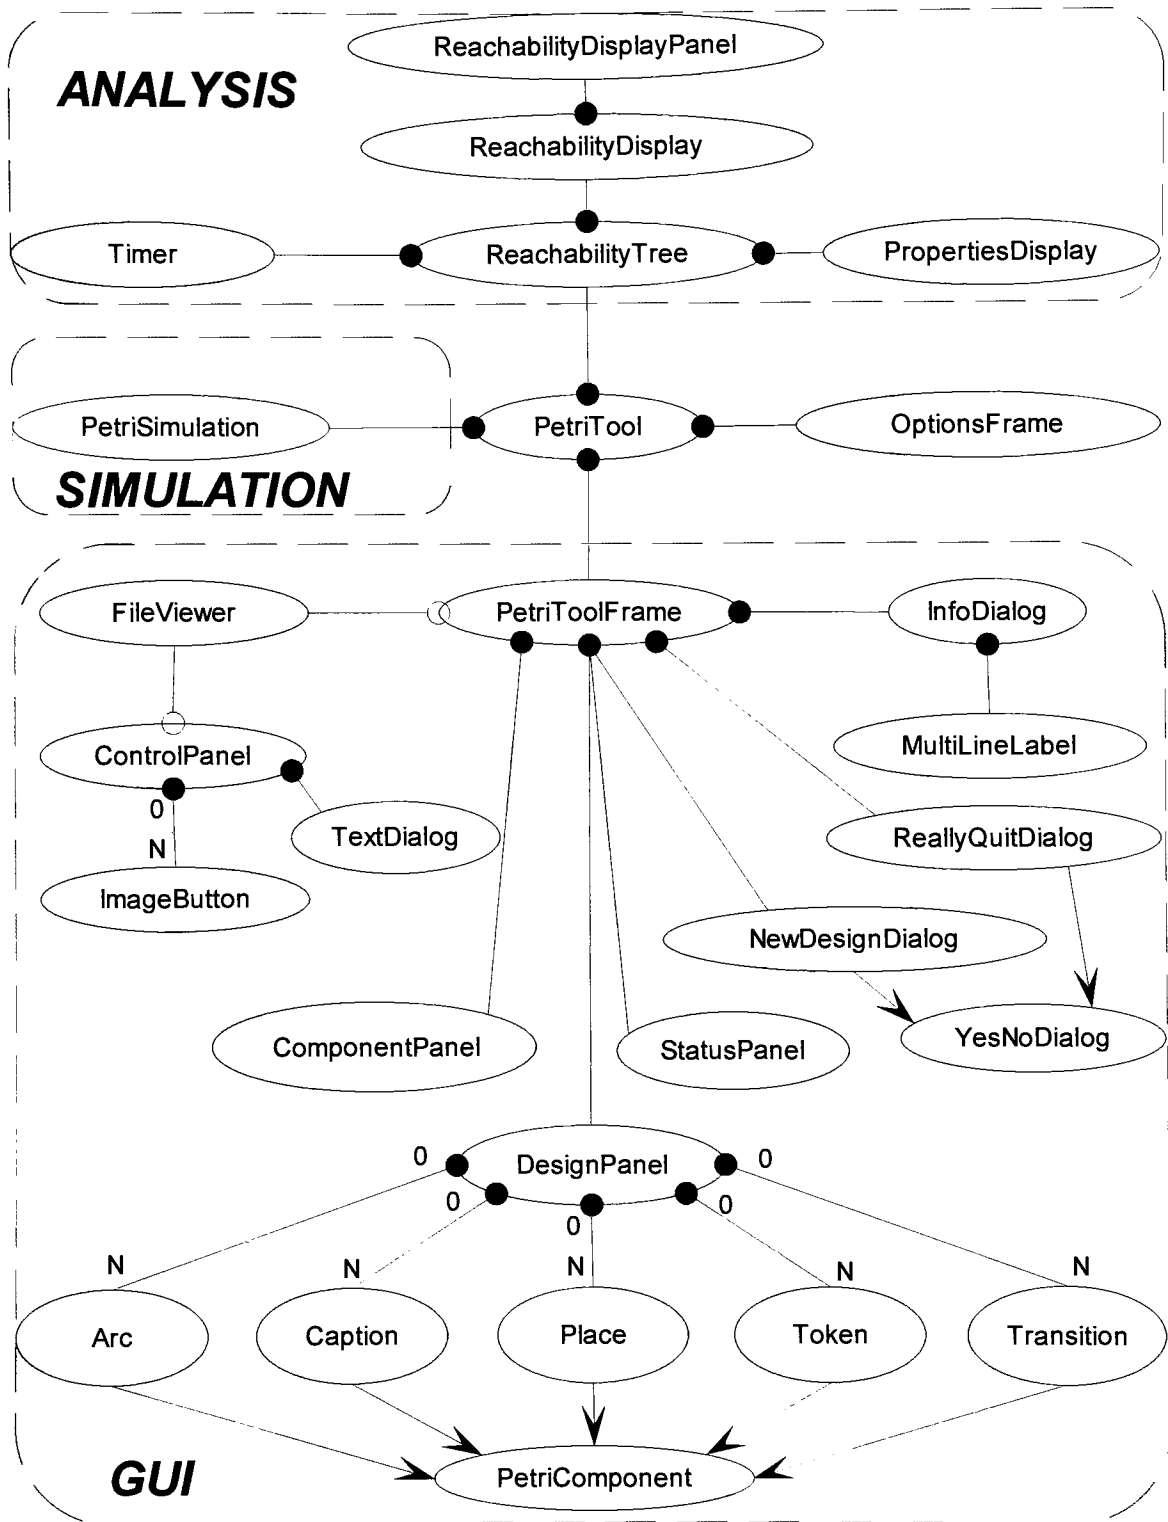 ReachabilityDisplayPanel
ANALYSIS
ReachabilityDisplay
Timer
ReachabilityTree
PropertiesDisplay
PetriSimulation
PetriTool
OptionsFrame
SIMULATION
FileViewer
PetriToolFrame
InfoDialog
ControlPanel
MultiLineLabel
0
TextDialog
ReallyQuitDialog
N
ImageButton
NewDesignDialog
ComponentPanel
StatusPanel
YesNoDialog
0
DesignPanel
0
0
0
0
N
N
N
N
N
Arc
Caption
Place
Token
Transition
GUI
PetriComponent